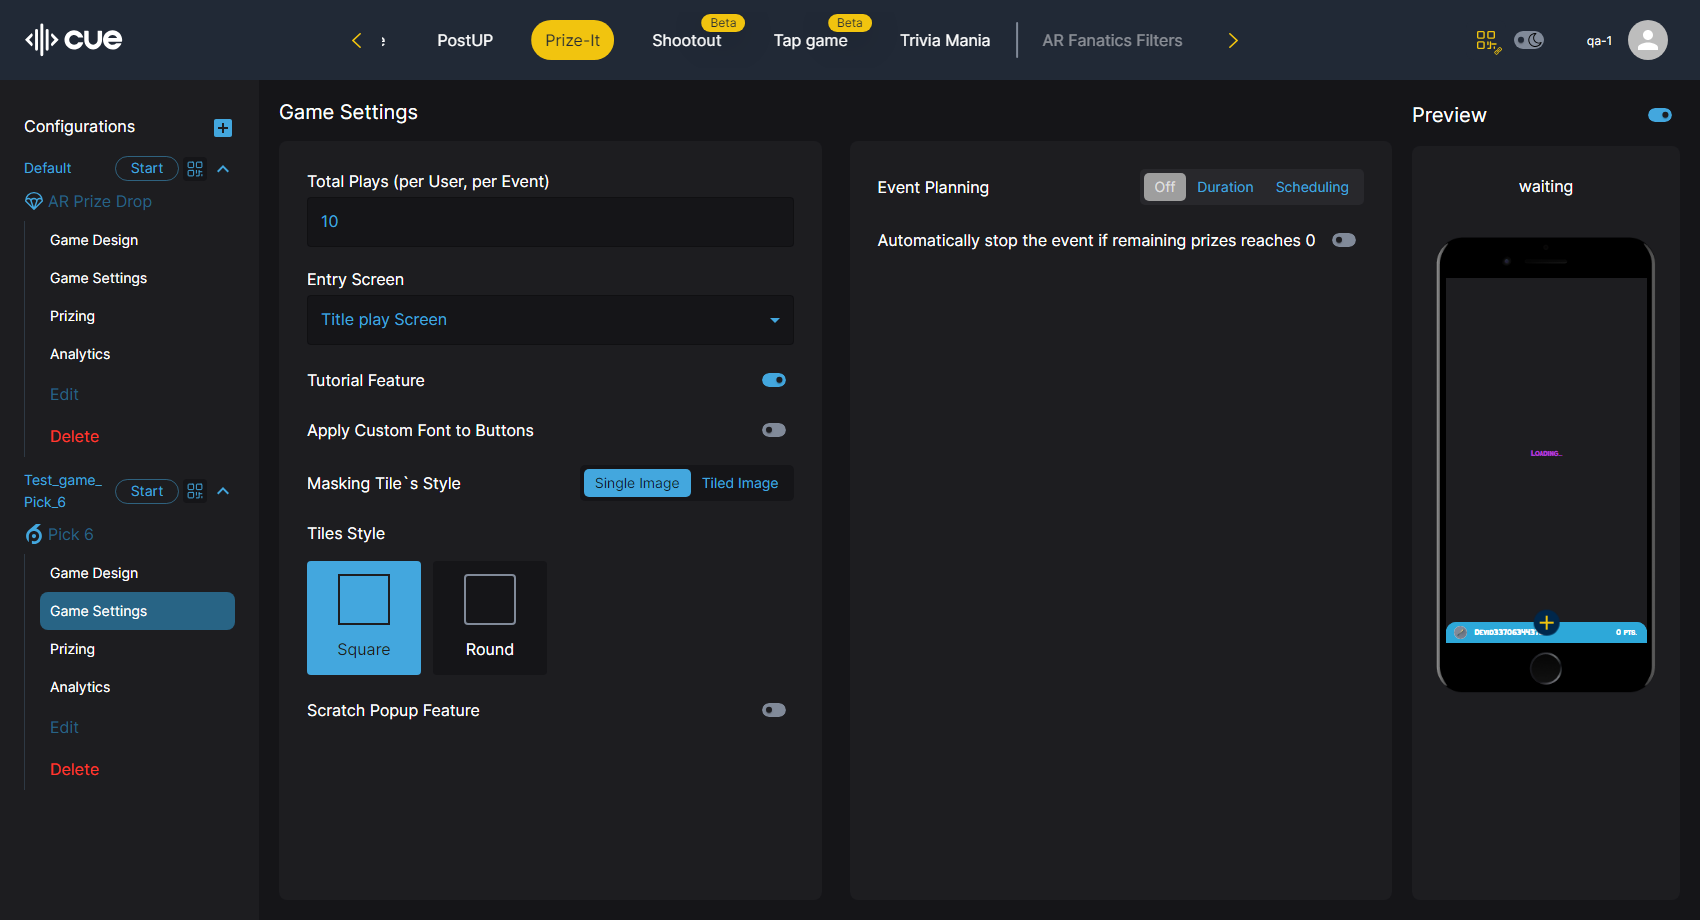 cue
PostUP
Prize-It
Shootout
Beta
Tap game
Beta
Trivia Mania
AR Fanatics Filters
qa-1
Configurations
Default
Start
AR Prize Drop
Game Design
Game Settings
Prizing
Analytics
Edit
Delete
Test_game_
Pick_6
Start
Pick 6
Game Design
Game Settings
Prizing
Analytics
Edit
Delete
Game Settings
Total Plays (per User, per Event)
10
Entry Screen
Title play Screen
Tutorial Feature
Apply Custom Font to Buttons
Masking Tile`s Style
Single Image
Tiled Image
Tiles Style
Square
Round
Scratch Popup Feature
Event Planning
Off
Duration
Scheduling
Automatically stop the event if remaining prizes reaches 0
Preview
waiting
LOADING...
0 PTS.